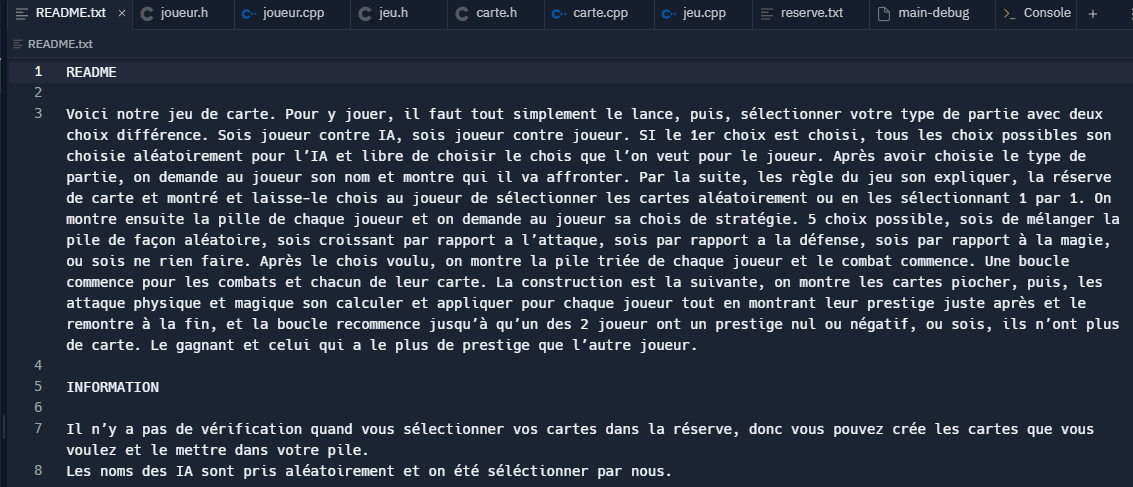 README.txt × joueur.h joueur.cpp jeu.h carte.h carte.cpp jeu.cpp reserve.txt main-debug Console +
README.txt
1 README
2
3 Voici notre jeu de carte. Pour y jouer, il faut tout simplement le lance, puis, sélectionner votre type de partie avec deux
choix différence. Sois joueur contre IA, sois joueur contre joueur. SI le 1er choix est choisi, tous les choix possibles son
choisie aléatoirement pour l’IA et libre de choisir le chois que l’on veut pour le joueur. Après avoir choisie le type de
partie, on demande au joueur son nom et montre qui il va affronter. Par la suite, les règle du jeu son expliquer, la réserve
de carte et montré et laisse-le chois au joueur de sélectionner les cartes aléatoirement ou en les sélectionnant 1 par 1. On
montre ensuite la pille de chaque joueur et on demande au joueur sa chois de stratégie. 5 choix possible, sois de mélanger la
pile de façon aléatoire, sois croissant par rapport a l’attaque, sois par rapport a la défense, sois par rapport à la magie,
ou sois ne rien faire. Après le chois voulu, on montre la pile triée de chaque joueur et le combat commence. Une boucle
commence pour les combats et chacun de leur carte. La construction est la suivante, on montre les cartes piocher, puis, les
attaque physique et magique son calculer et appliquer pour chaque joueur tout en montrant leur prestige juste après et le
remontre à la fin, et la boucle recommence jusqu’à qu’un des 2 joueur ont un prestige nul ou négatif, ou sois, ils n’ont plus
de carte. Le gagnant et celui qui a le plus de prestige que l’autre joueur.
4
5 INFORMATION
6
7 Il n’y a pas de vérification quand vous sélectionner vos cartes dans la réserve, donc vous pouvez crée les cartes que vous
voulez et le mettre dans votre pile.
8 Les noms des IA sont pris aléatoirement et on été séléctionner par nous.